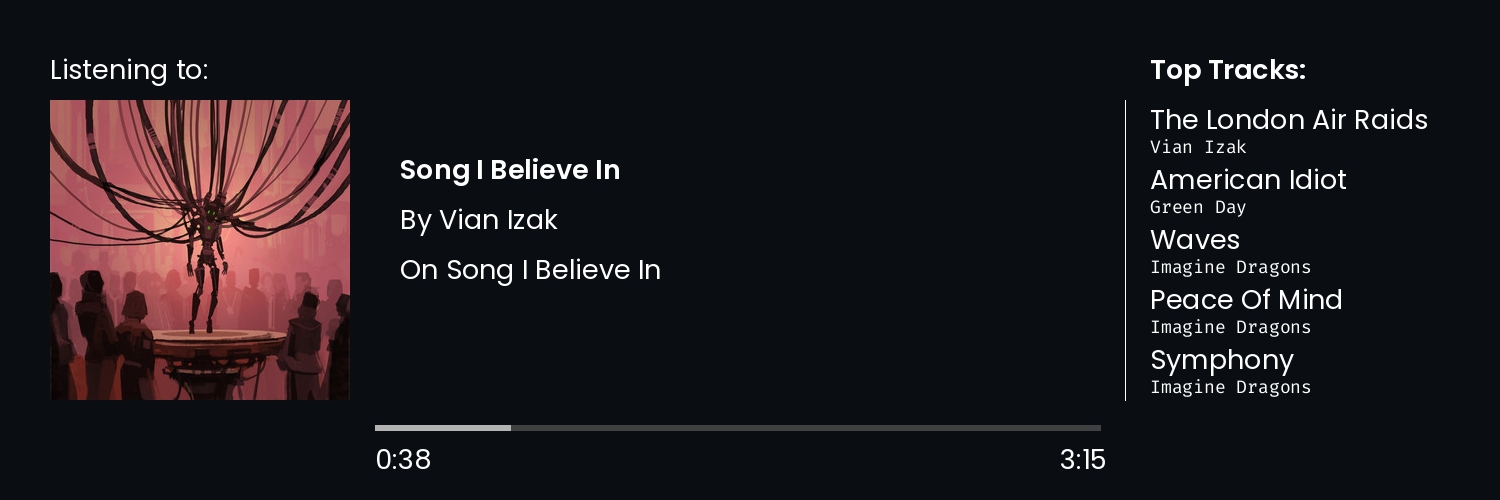 Listening to:
Song I Believe In
By Vian Izak
On Song I Believe In
0:38
3:15
Top Tracks:
The London Air Raids
Vian Izak
American Idiot
Green Day
Waves
Imagine Dragons
Peace Of Mind
Imagine Dragons
Symphony
Imagine Dragons